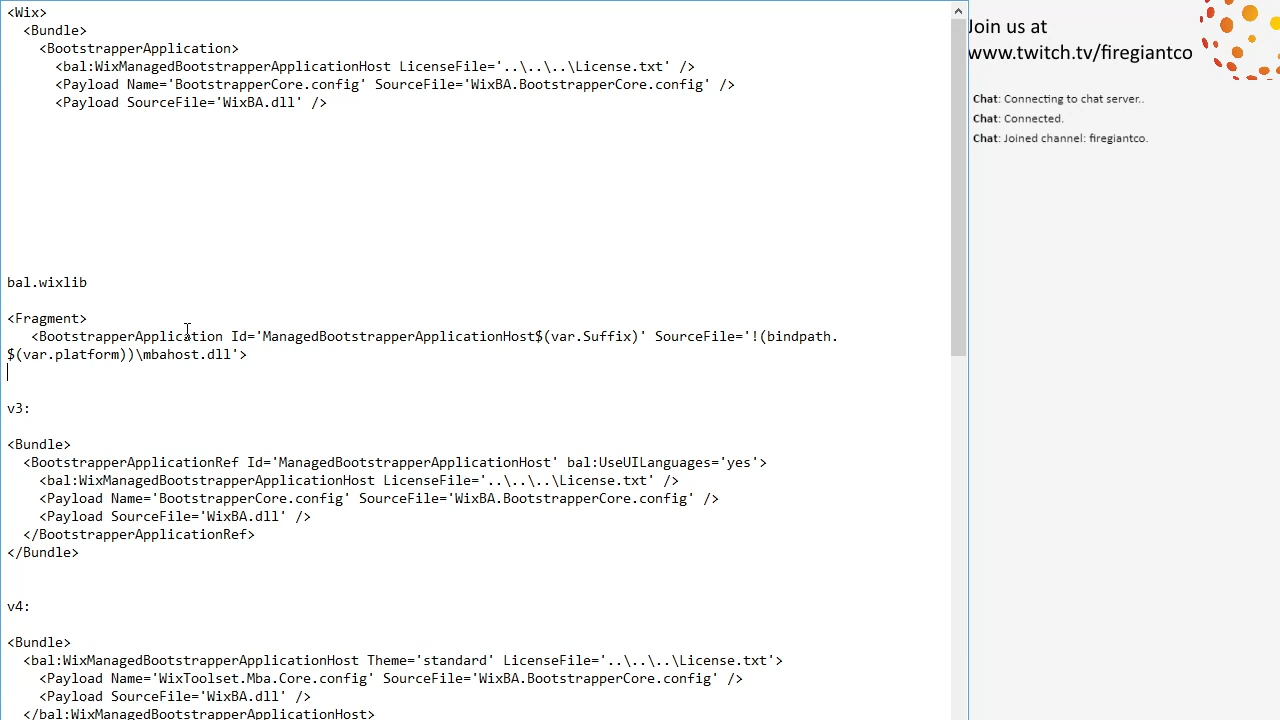 <Wix>
<Bundle>
<BootstrapperApplication>
<bal:WixManagedBootstrapperApplicationHost LicenseFile='..\..\..\License.txt' />
<Payload Name='BootstrapperCore.config' SourceFile='WixBA.BootstrapperCore.config' />
<Payload SourceFile='WixBA.dll' />
bal.wixlib
<Fragment>
<BootstrapperApplication Id='ManagedBootstrapperApplicationHost$(var.Suffix)' SourceFile='!(bindpath.
$(var.platform))\mbahost.dll'>
v3:
<Bundle>
<BootstrapperApplicationRef Id='ManagedBootstrapperApplicationHost' bal:UseUILanguages='yes'>
<bal:WixManagedBootstrapperApplicationHost LicenseFile='..\..\..\License.txt' />
<Payload Name='BootstrapperCore.config' SourceFile='WixBA.BootstrapperCore.config' />
<Payload SourceFile='WixBA.dll' />
</BootstrapperApplicationRef>
</Bundle>
v4:
<Bundle>
<bal:WixManagedBootstrapperApplicationHost Theme='standard' LicenseFile='..\..\..\License.txt'>
<Payload Name='WixToolset.Mba.Core.config' SourceFile='WixBA.BootstrapperCore.config' />
<Payload SourceFile='WixBA.dll' />
</bal:WixManagedBootstrapperApplicationHost>
Join us at
www.twitch.tv/firegiantco
Chat: Connecting to chat server..
Chat: Connected.
Chat: Joined channel: firegiantco.